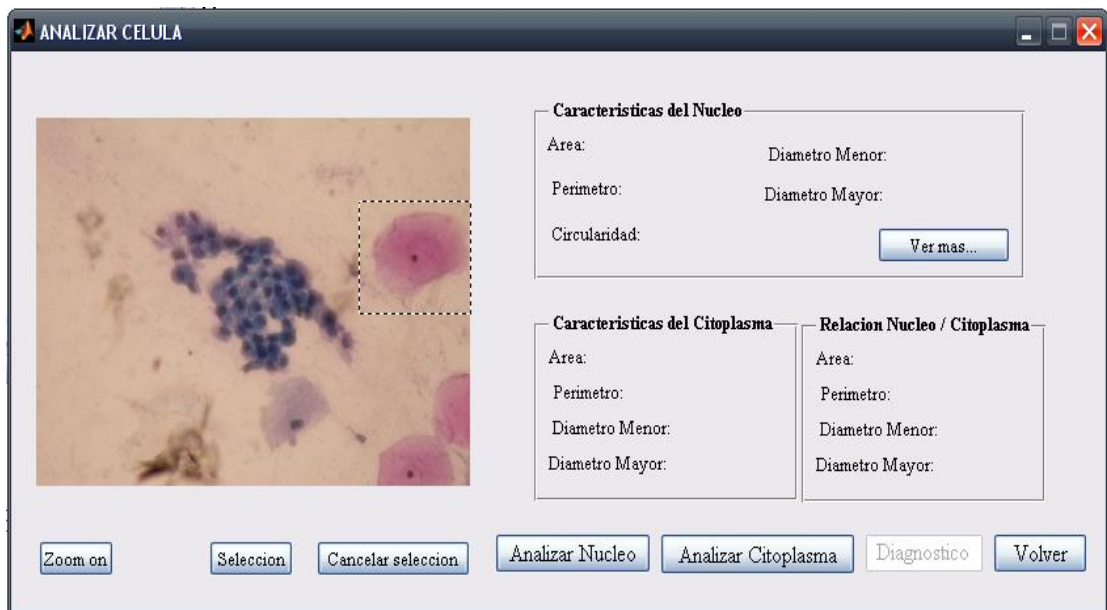 ANALIZAR CELULA
Caracteristicas del Nucleo
Area:
Diametro Menor:
Perimetro:
Diametro Mayor:
Circularidad:
Ver mas...
Caracteristicas del Citoplasma
Area:
Perimetro:
Diametro Menor:
Diametro Mayor:
Relacion Nucleo / Citoplasma
Area:
Perimetro:
Diametro Menor:
Diametro Mayor:
Zoom on
Seleccion
Cancelar seleccion
Analizar Nucleo
Analizar Citoplasma
Diagnostico
Volver